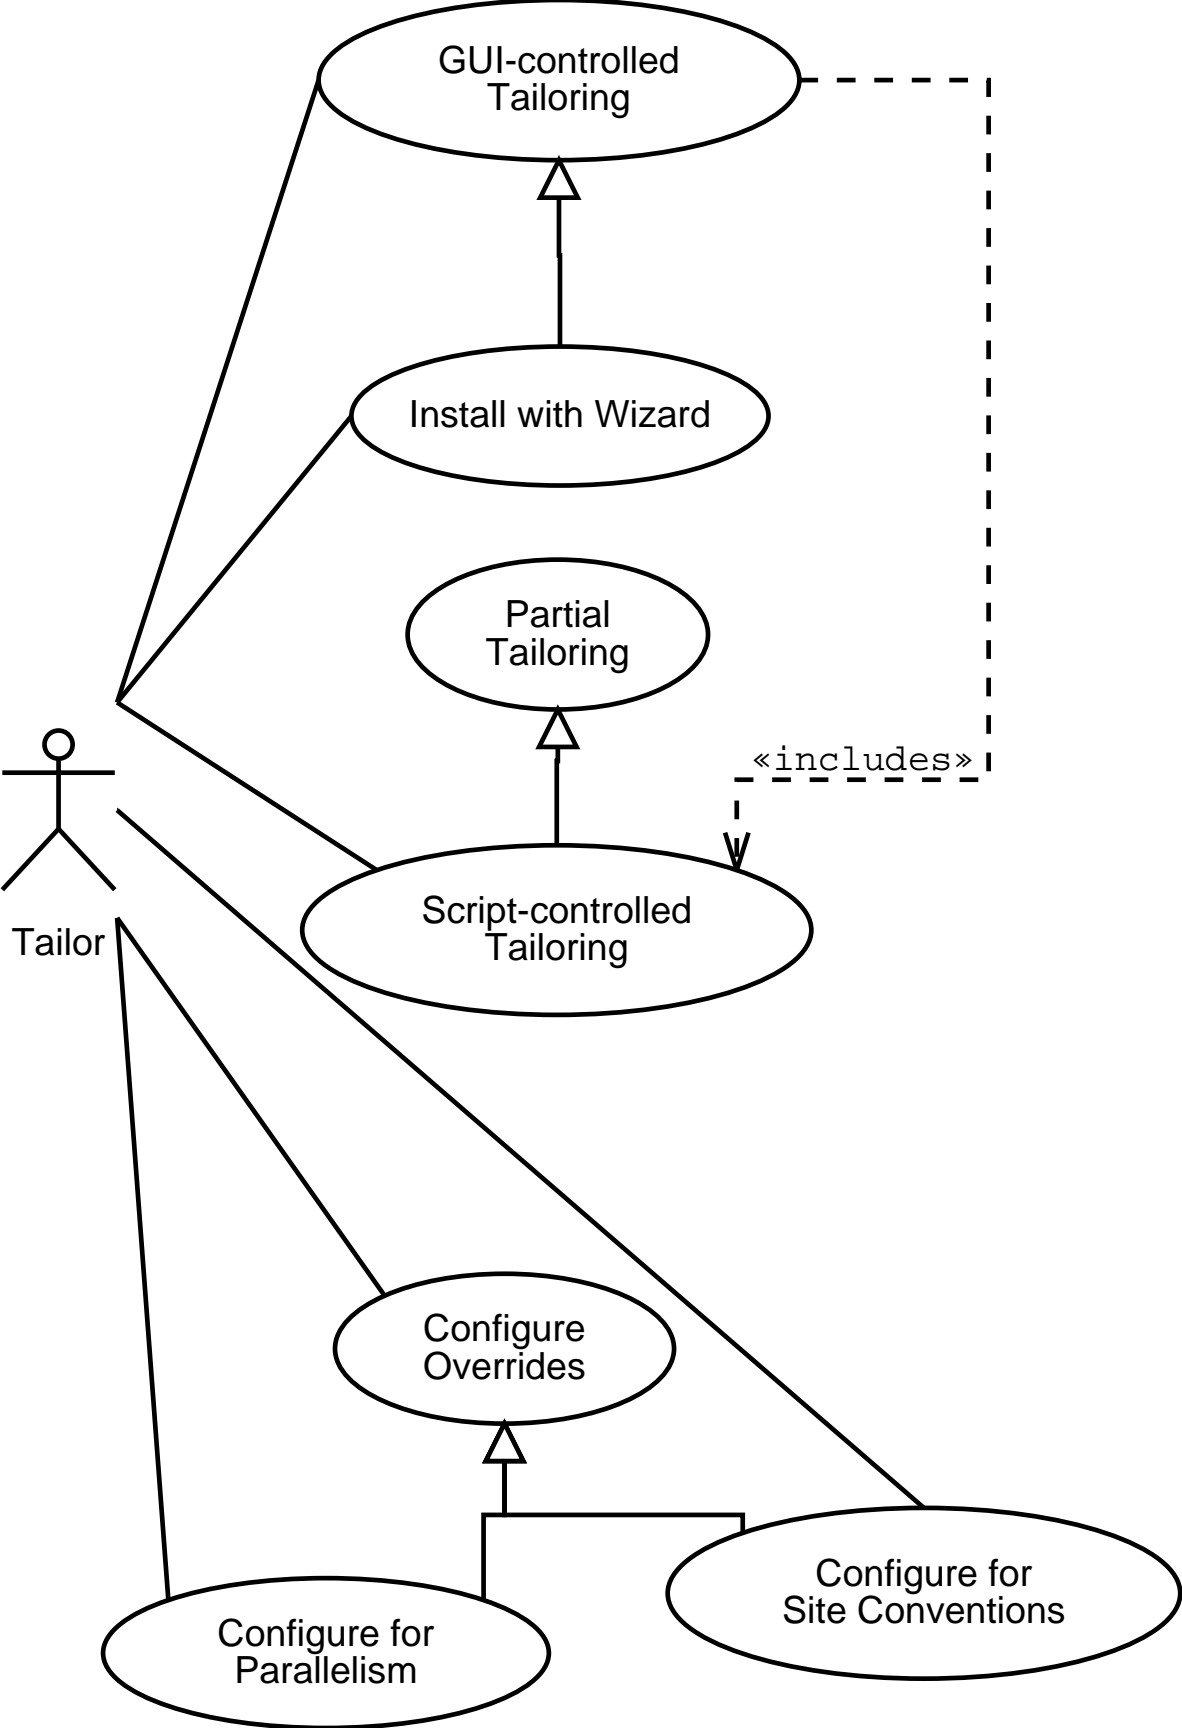 GUI-controlled
Tailoring
Install with Wizard
Partial
Tailoring
«includes»
Script-controlled
Tailoring
Tailor
Configure
Overrides
Configure for
Site Conventions
Configure for
Parallelism